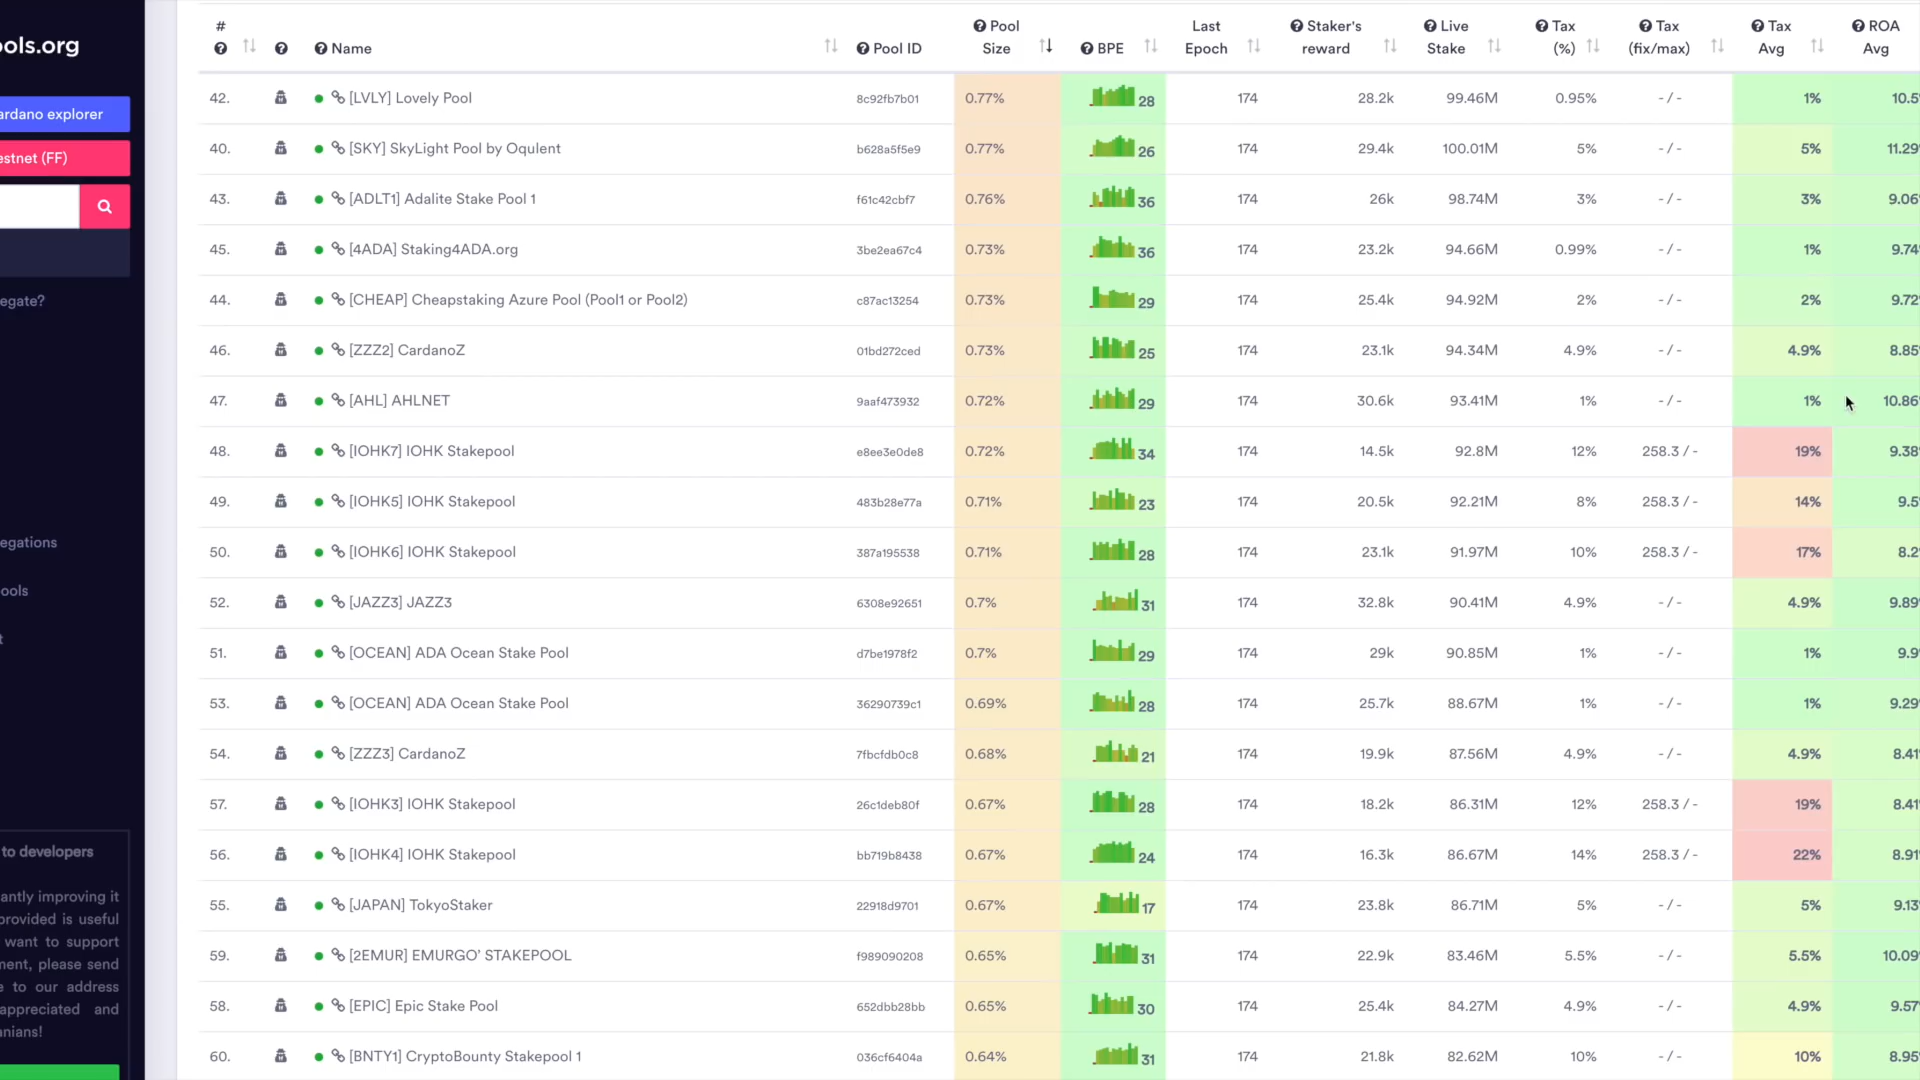 ools.org
ardano explorer
estnet (FF)
egate?
egations
ools
t
to developers
antly improving it
provided is useful
want to support
ment, please send
e to our address
appreciated and
nians!
# Name Pool ID Pool Size BPE Last Epoch Staker's reward Live Stake Tax (%) Tax (fix/max) Tax Avg ROA Avg
42. [LVLY] Lovely Pool 8c92fb7b01 0.77% 28 174 28.2k 99.46M 0.95% - / - 1% 10.5
40. [SKY] SkyLight Pool by Oqulent b628a5f5e9 0.77% 26 174 29.4k 100.01M 5% - / - 5% 11.29
43. [ADLT1] Adalite Stake Pool 1 f61c42cbf7 0.76% 36 174 26k 98.74M 3% - / - 3% 9.06
45. [4ADA] Staking4ADA.org 3be2ea67c4 0.73% 36 174 23.2k 94.66M 0.99% - / - 1% 9.74
44. [CHEAP] Cheapstaking Azure Pool (Pool1 or Pool2) c87ac13254 0.73% 29 174 25.4k 94.92M 2% - / - 2% 9.72
46. [ZZZ2] CardanoZ 01bd272ced 0.73% 25 174 23.1k 94.34M 4.9% - / - 4.9% 8.85
47. [AHL] AHLNET 9aaf473932 0.72% 29 174 30.6k 93.41M 1% - / - 1% 10.86
48. [IOHK7] IOHK Stakepool e8ee3e0de8 0.72% 34 174 14.5k 92.8M 12% 258.3 / - 19% 9.38
49. [IOHK5] IOHK Stakepool 483b28e77a 0.71% 23 174 20.5k 92.21M 8% 258.3 / - 14% 9.5
50. [IOHK6] IOHK Stakepool 387a195538 0.71% 28 174 23.1k 91.97M 10% 258.3 / - 17% 8.2
52. [JAZZ3] JAZZ3 6308e92651 0.7% 31 174 32.8k 90.41M 4.9% - / - 4.9% 9.89
51. [OCEAN] ADA Ocean Stake Pool d7be1978f2 0.7% 29 174 29k 90.85M 1% - / - 1% 9.9
53. [OCEAN] ADA Ocean Stake Pool 36290739c1 0.69% 28 174 25.7k 88.67M 1% - / - 1% 9.29
54. [ZZZ3] CardanoZ 7fbcfdb0c8 0.68% 21 174 19.9k 87.56M 4.9% - / - 4.9% 8.41
57. [IOHK3] IOHK Stakepool 26c1deb80f 0.67% 28 174 18.2k 86.31M 12% 258.3 / - 19% 8.41
56. [IOHK4] IOHK Stakepool bb719b8438 0.67% 24 174 16.3k 86.67M 14% 258.3 / - 22% 8.91
55. [JAPAN] TokyoStaker 22918d9701 0.67% 17 174 23.8k 86.71M 5% - / - 5% 9.13
59. [2EMUR] EMURGO' STAKEPOOL f989090208 0.65% 31 174 22.9k 83.46M 5.5% - / - 5.5% 10.09
58. [EPIC] Epic Stake Pool 652dbb28bb 0.65% 30 174 25.4k 84.27M 4.9% - / - 4.9% 9.57
60. [BNTY1] CryptoBounty Stakepool 1 036cf6404a 0.64% 31 174 21.8k 82.62M 10% - / - 10% 8.95